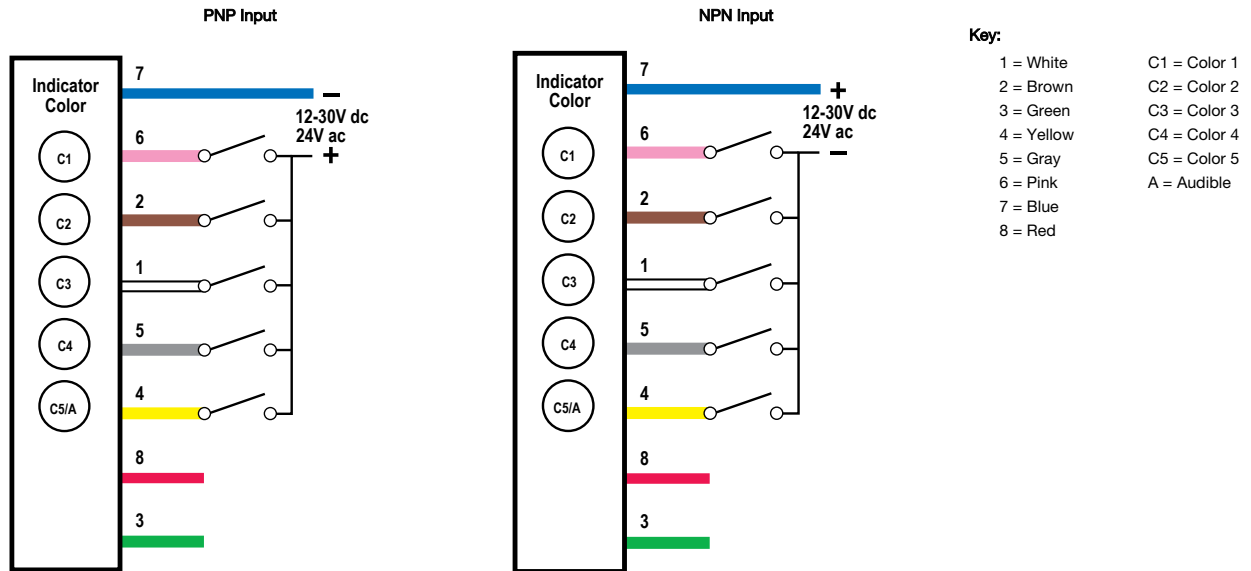 PNP Input
Indicator
Color
7
12-30V dc
24V ac
6
C1
2
C2
1
C3
5
C4
4
C5/A
8
3
NPN Input
Indicator
Color
7
12-30V dc
24V ac
6
C1
2
C2
1
C3
5
C4
4
C5/A
8
3
Key:
1 = White
2 = Brown
3 = Green
4 = Yellow
5 = Gray
6 = Pink
7 = Blue
8 = Red
C1 = Color 1
C2 = Color 2
C3 = Color 3
C4 = Color 4
C5 = Color 5
A = Audible